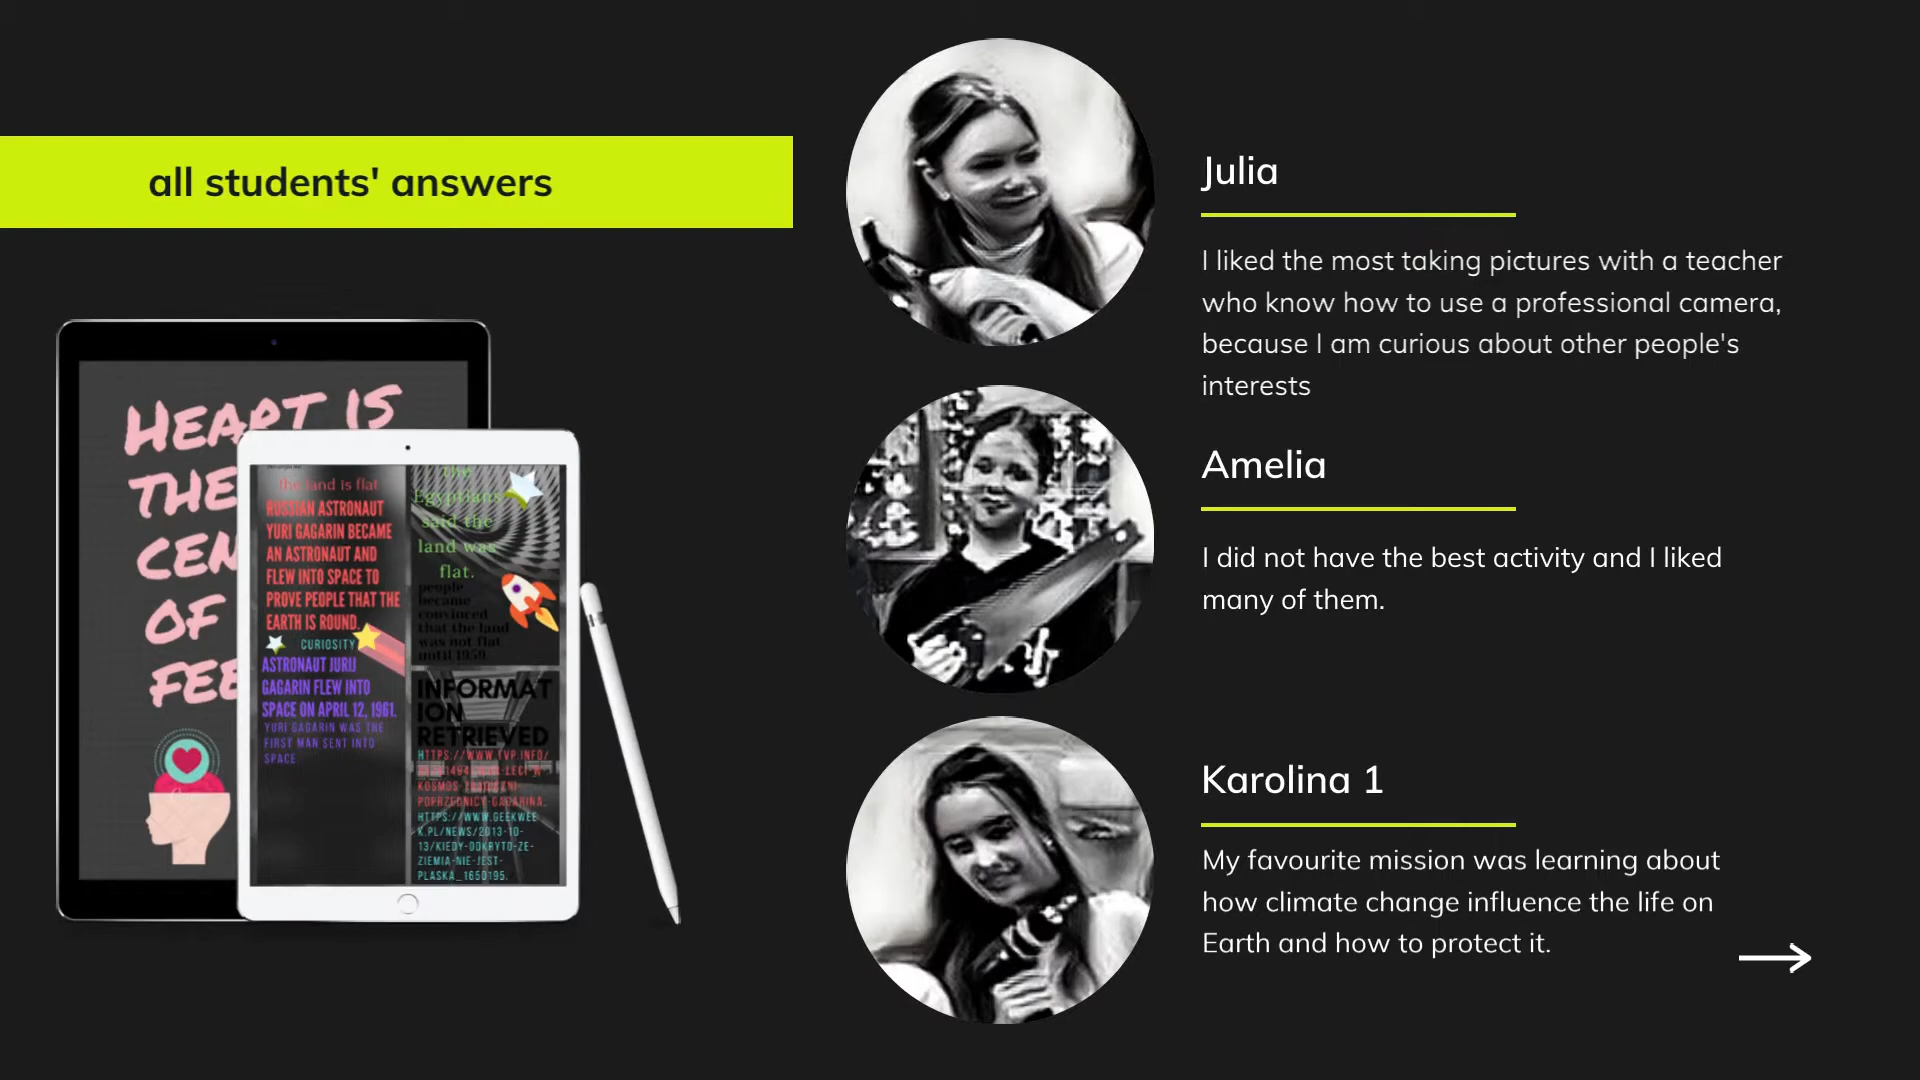 all students' answers
HEART IS
THE
CEN
OF
FEE
the land is flat
RUSSIAN ASTRONAUT
YURI GAGARIN BECAME
AN ASTRONAUT AND
FLEW INTO SPACE TO
PROVE PEOPLE THAT THE
EARTH IS ROUND.
CURIOSITY
ASTRONAUT JURIJ
GAGARIN FLEW INTO
SPACE ON APRIL 12, 1961.
YURI GAGARIN WAS THE
FIRST MAN SENT INTO
SPACE
the
Egyptians
said the
land was
flat.
people
became
convinced
that the land
was not flat
until 1959.
INFORMAT
ION
RETRIEVED
HTTPS://WWW.TVP.INFO/
KOSMOS-
POPRZEDNICY-GAGARINA.
HTTPS://WWW.GEEKWEE
K.PL/NEWS/2013-10-
13/KIEDY-ODKRYTO-ZE-
ZIEMIA-NIE-JEST-
PLASKA_1650195.
Julia
I liked the most taking pictures with a teacher
who know how to use a professional camera,
because I am curious about other people's
interests
Amelia
I did not have the best activity and I liked
many of them.
Karolina 1
My favourite mission was learning about
how climate change influence the life on
Earth and how to protect it.